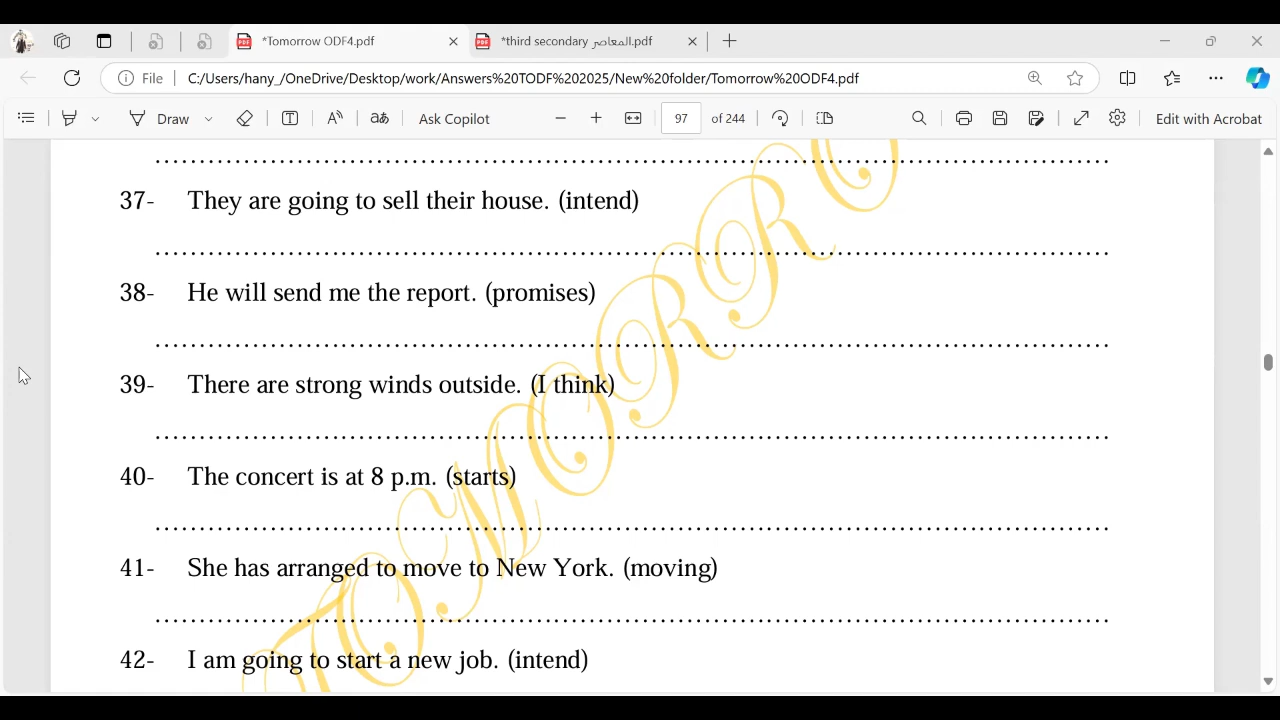 *Tomorrow ODF4.pdf
*third secondary المعاصر.pdf
File
C:/Users/hany_/OneDrive/Desktop/work/Answers%20TODF%202025/New%20folder/Tomorrow%20ODF4.pdf
Draw
aあ
Ask Copilot
97 of 244
Edit with Acrobat
37- They are going to sell their house. (intend)
38- He will send me the report. (promises)
39- There are strong winds outside. (I think)
40- The concert is at 8 p.m. (starts)
41- She has arranged to move to New York. (moving)
42- I am going to start a new job. (intend)
TOMORRO